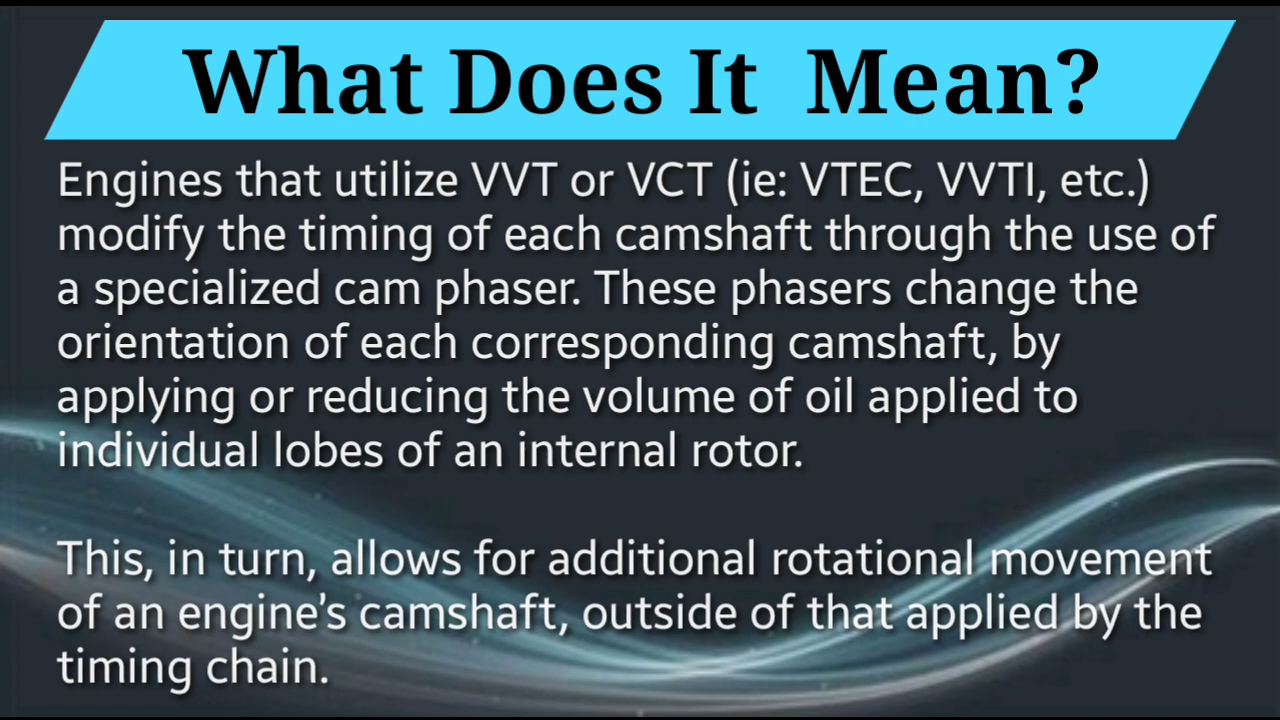 What Does It Mean?
Engines that utilize VVT or VCT (ie: VTEC, VVTI, etc.)
modify the timing of each camshaft through the use of
a specialized cam phaser. These phasers change the
orientation of each corresponding camshaft, by
applying or reducing the volume of oil applied to
individual lobes of an internal rotor.
This, in turn, allows for additional rotational movement
of an engine’s camshaft, outside of that applied by the
timing chain.